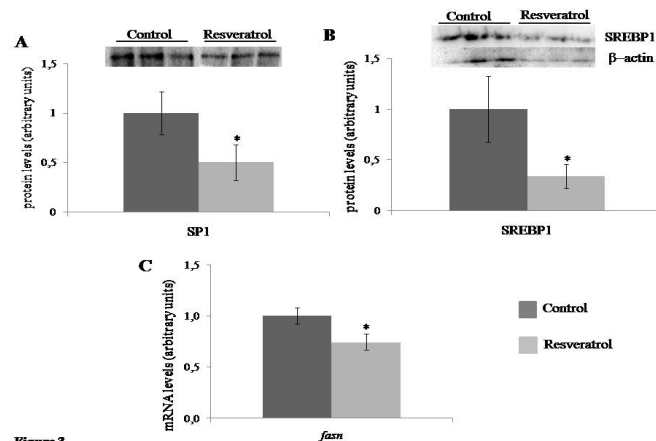 A
Control Resveratrol
1,5
1
0,5
0
protein levels (arbitrary units)
*
SP1
B
Control Resveratrol
SREBP1
β-actin
1,5
1
0,5
0
protein levels (arbitrary units)
*
SREBP1
C
1,5
1,0
0,5
0,0
mRNA levels (arbitrary units)
*
fasn
Control
Resveratrol
Figure 3